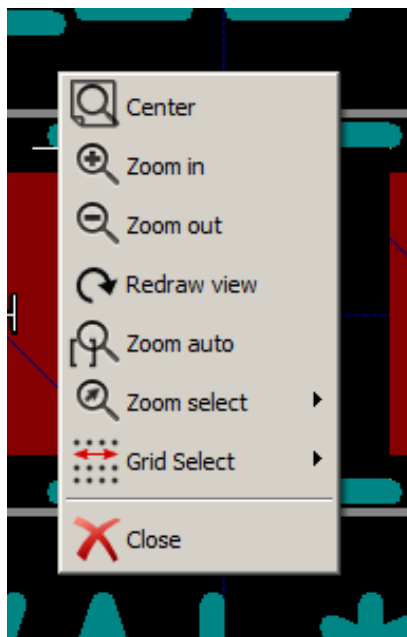 Center
Zoom in
Zoom out
Redraw view
Zoom auto
Zoom select
Grid Select
Close